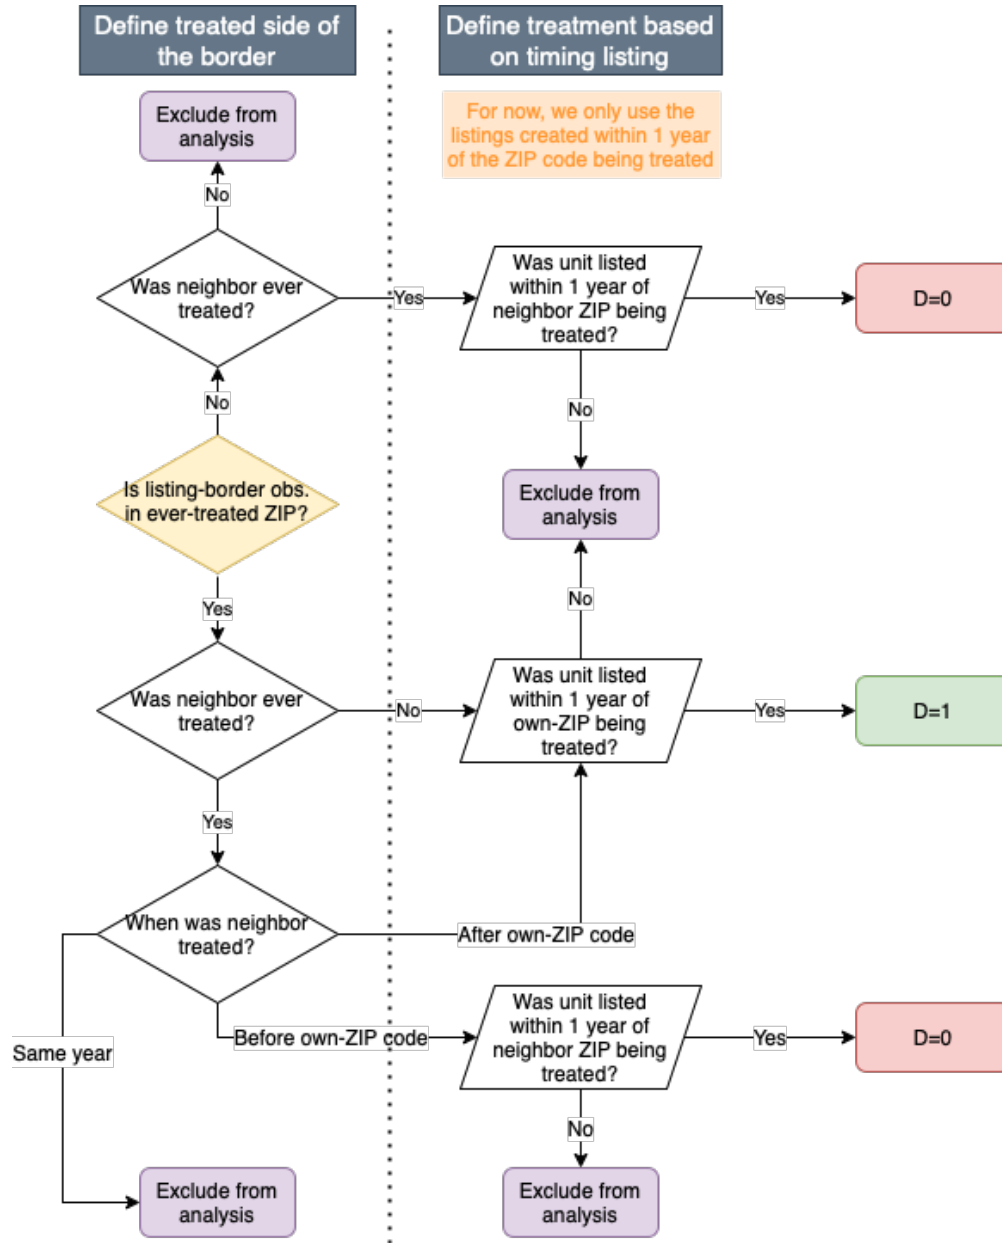 Define treated side of
the border
Define treatment based
on timing listing
Exclude from
analysis
For now, we only use the
listings created within 1 year
of the ZIP code being treated
No
Was neighbor ever
treated?
Yes
Was unit listed
within 1 year of
neighbor ZIP being
treated?
Yes
D=0
No
No
Is listing-border obs.
in ever-treated ZIP?
Exclude from
analysis
Yes
No
Was neighbor ever
treated?
No
Was unit listed
within 1 year of
own-ZIP being
treated?
Yes
D=1
Yes
When was neighbor
treated?
After own-ZIP code
Same year
Before own-ZIP code
Was unit listed
within 1 year of
neighbor ZIP being
treated?
Yes
D=0
No
Exclude from
analysis
Exclude from
analysis